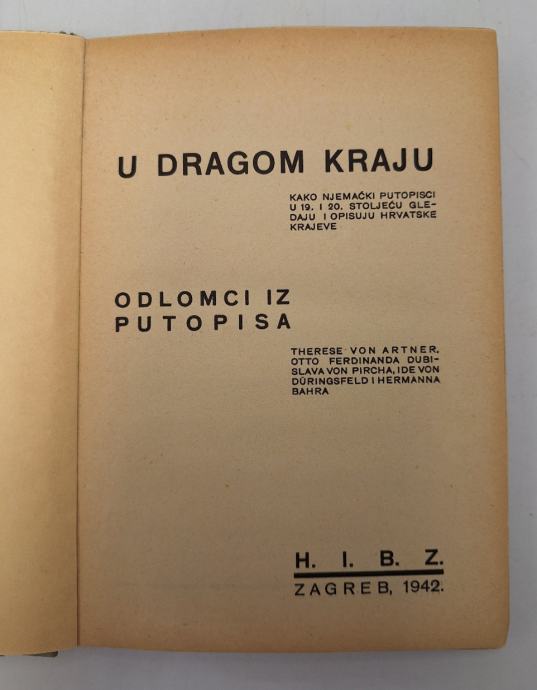 U DRAGOM KRAJU
KAKO NJEMAČKI PUTOPISCI
U 19. I 20. STOLJEĆU GLE-
DAJU I OPISUJU HRVATSKE
KRAJEVE
ODLOMCI IZ
PUTOPISA
THERESE VON ARTNER,
OTTO FERDINANDA DUBI-
SLAVA VON PIRCHA, IDE VON
DÜRINGSFELD I HERMANNA
BAHRA
H. I. B. Z.
ZAGREB, 1942.